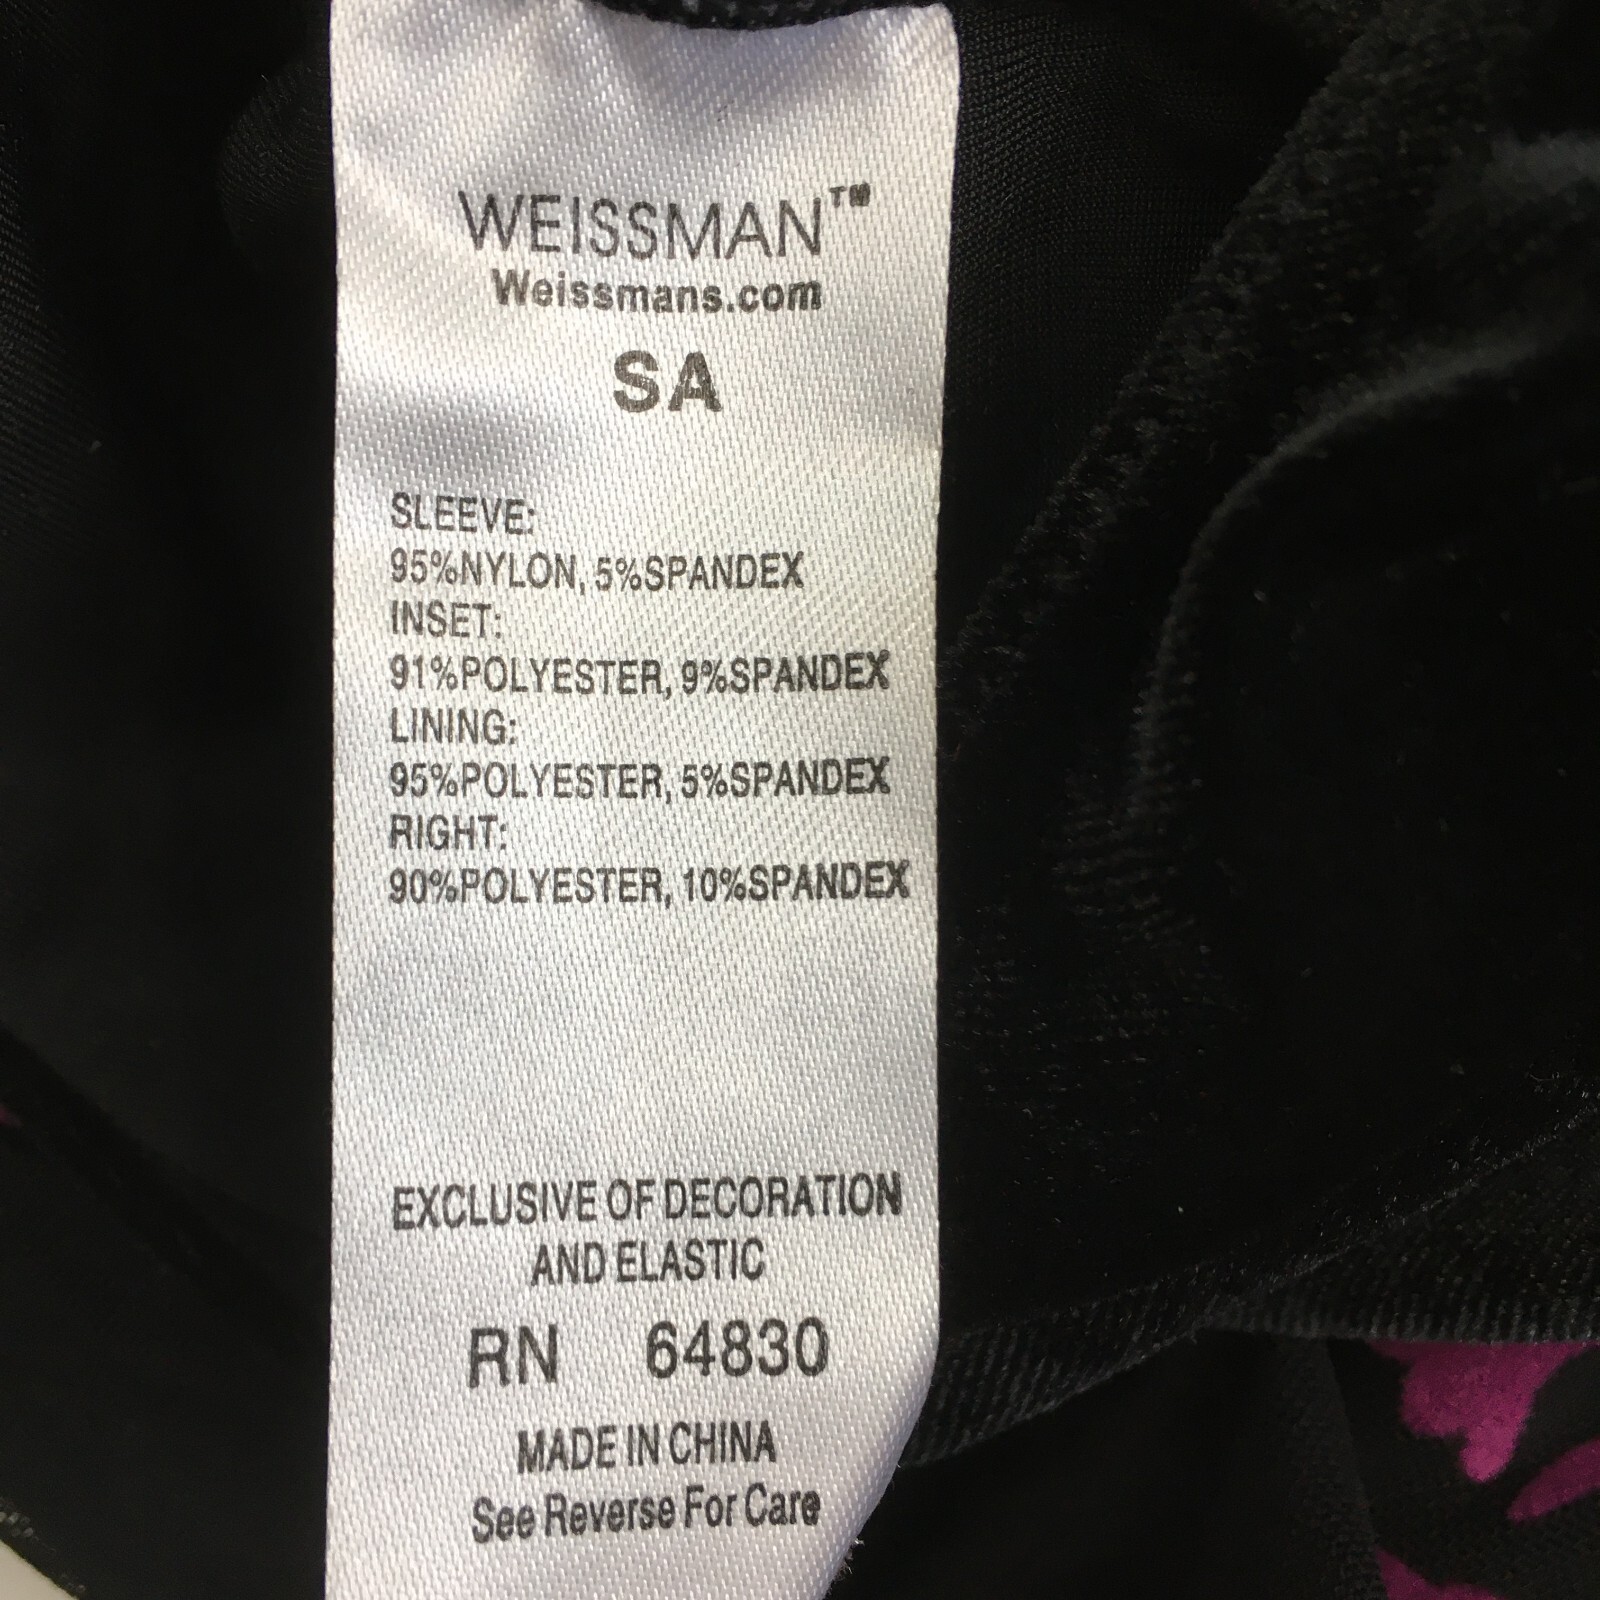 WEISSMAN™
Weissmans.com
SA
SLEEVE:
95%NYLON, 5%SPANDEX
INSET:
91%POLYESTER, 9%SPANDEX
LINING:
95%POLYESTER, 5%SPANDEX
RIGHT:
90%POLYESTER, 10%SPANDEX
EXCLUSIVE OF DECORATION
AND ELASTIC
RN 64830
MADE IN CHINA
See Reverse For Care